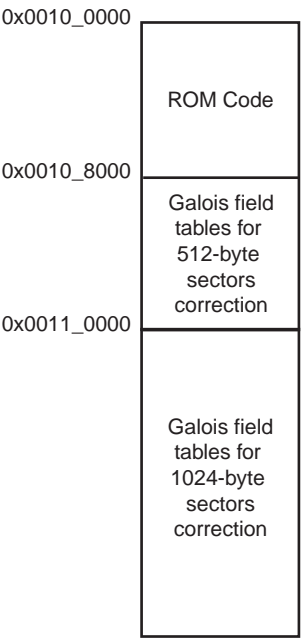 0x0010_0000
ROM Code
0x0010_8000
Galois field
tables for
512-byte
sectors
correction
0x0011_0000
Galois field
tables for
1024-byte
sectors
correction